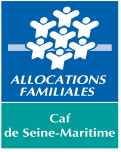 ALLOCATIONS
FAMILIALES
Caf
de Seine-Maritime